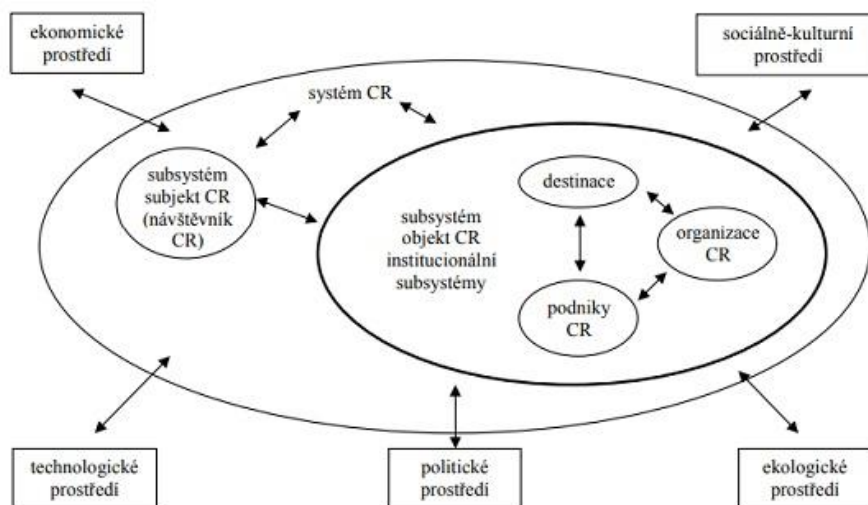 ekonomické
prostředí
sociálně-kulturní
prostředí
systém CR
subsystém
subjekt CR
(návštěvník
CR)
subsystém
objekt CR
institucionální
subsystémy
destinace
organizace
CR
podniky
CR
technologické
prostředí
politické
prostředí
ekologické
prostředí